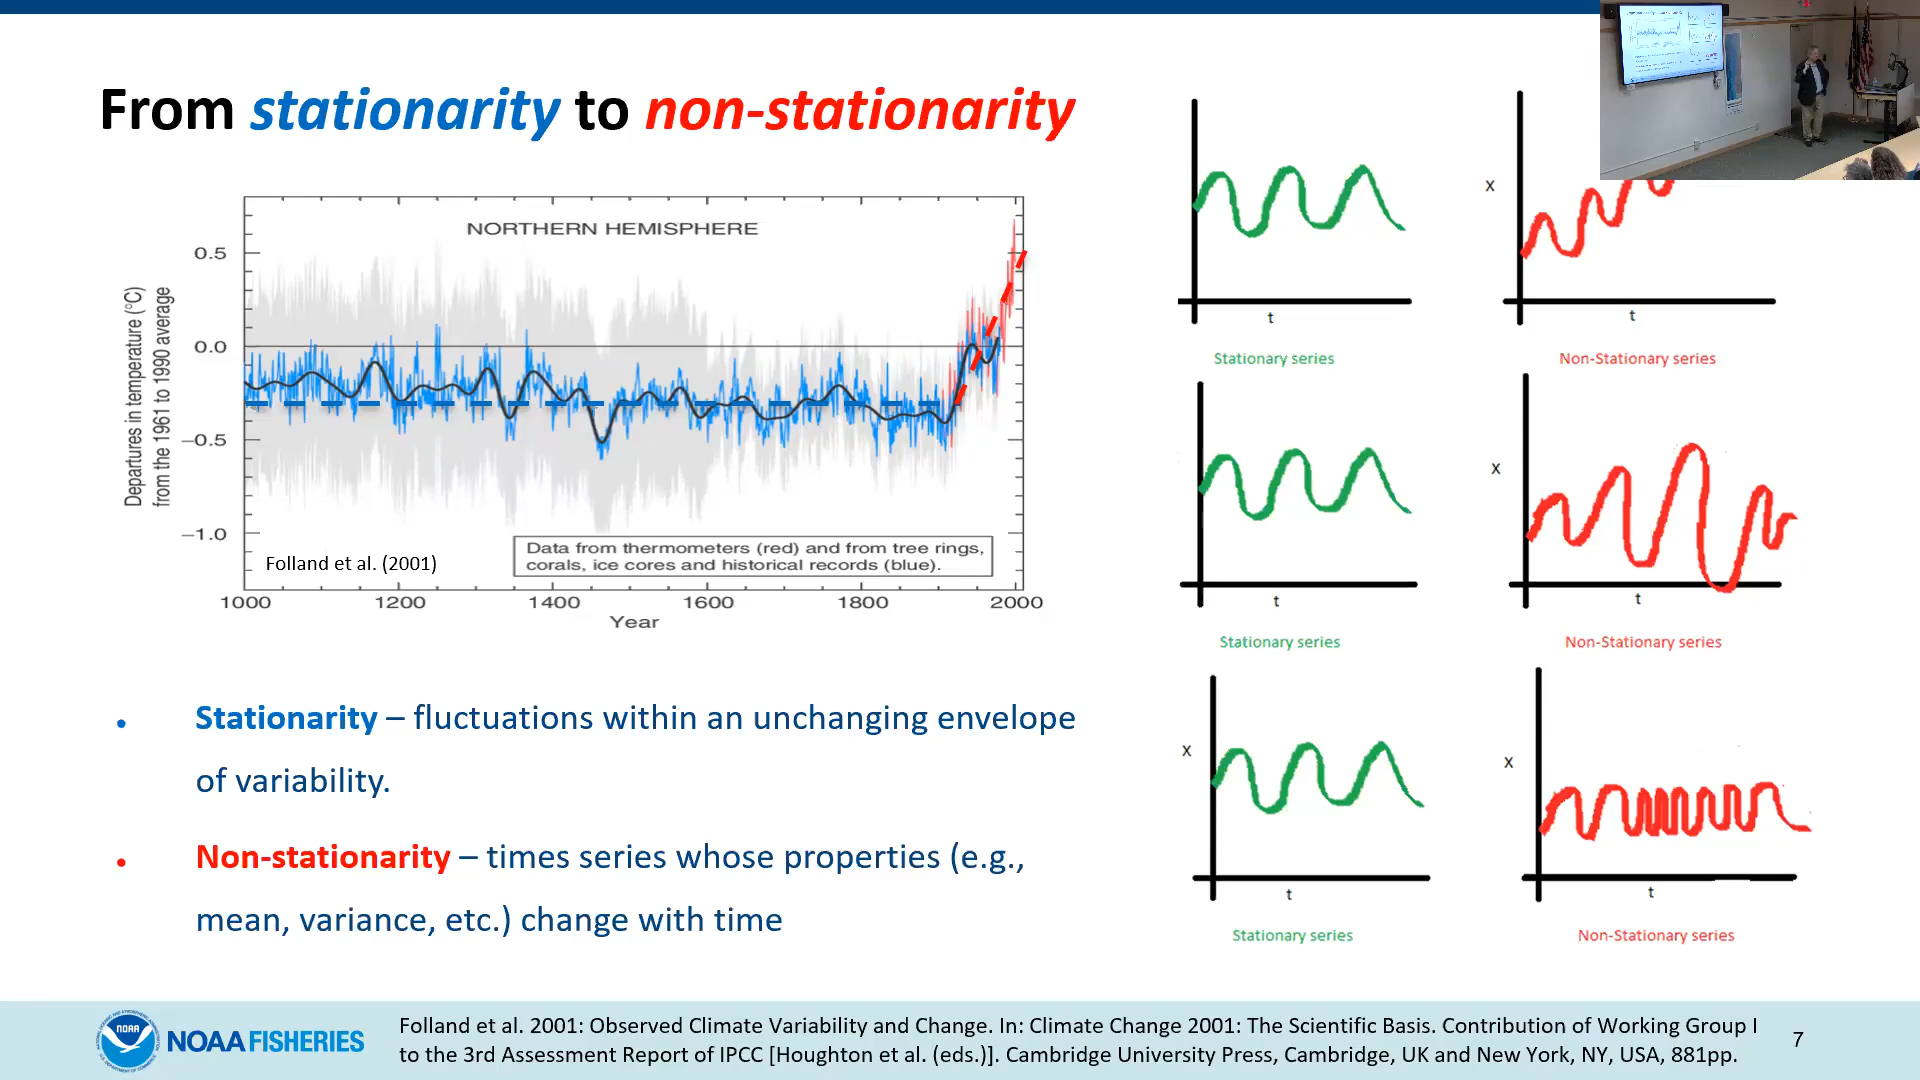 From stationarity to non-stationarity
NORTHERN HEMISPHERE
Departures in temperature (°C)
from the 1961 to 1990 average
0.5
0.0
−0.5
−1.0
Folland et al. (2001)
Data from thermometers (red) and from tree rings,
corals, ice cores and historical records (blue).
1000 1200 1400 1600 1800 2000
Year
t
Stationary series
x
t
Non-Stationary series
t
Stationary series
x
t
Non-Stationary series
x
t
Stationary series
x
t
Non-Stationary series
• Stationarity – fluctuations within an unchanging envelope
of variability.
• Non-stationarity – times series whose properties (e.g.,
mean, variance, etc.) change with time
NOAA
NOAA FISHERIES
Folland et al. 2001: Observed Climate Variability and Change. In: Climate Change 2001: The Scientific Basis. Contribution of Working Group I
to the 3rd Assessment Report of IPCC [Houghton et al. (eds.)]. Cambridge University Press, Cambridge, UK and New York, NY, USA, 881pp.
7